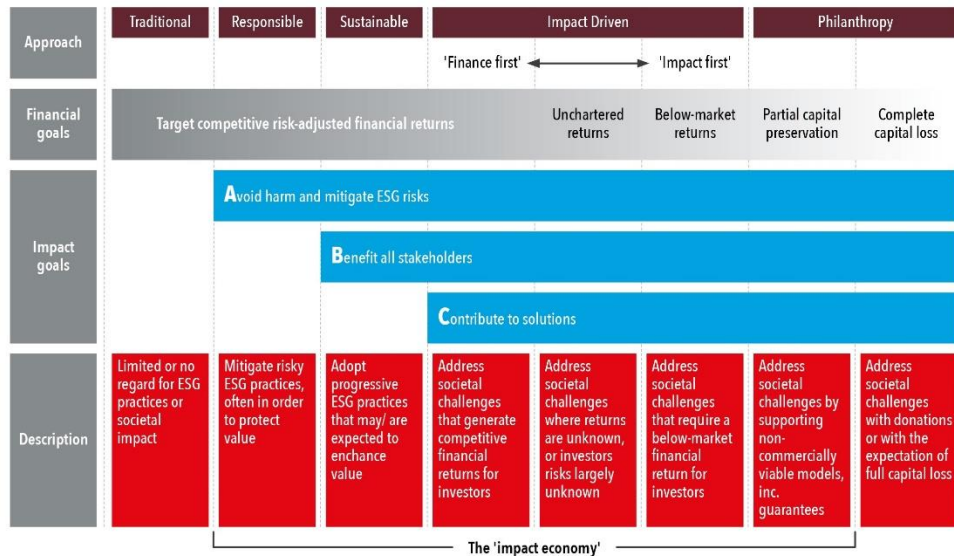 Approach
Traditional
Responsible
Sustainable
Impact Driven
Philanthropy
'Finance first'
'Impact first'
Financial
goals
Target competitive risk-adjusted financial returns
Unchartered
returns
Below-market
returns
Partial capital
preservation
Complete
capital loss
Impact
goals
Avoid harm and mitigate ESG risks
Benefit all stakeholders
Contribute to solutions
Description
Limited or no
regard for ESG
practices or
societal
impact
Mitigate risky
ESG practices,
often in order
to protect
value
Adopt
progressive
ESG practices
that may/ are
expected to
enchance
value
Address
societal
challenges
that generate
competitive
financial
returns for
investors
Address
societal
challenges
where returns
are unknown,
or investors
risks largely
unknown
Address
societal
challenges
that require a
below-market
financial
return for
investors
Address
societal
challenges by
supporting
non-
commercially
viable models,
inc.
guarantees
Address
societal
challenges
with donations
or with the
expectation of
full capital loss
The 'impact economy'